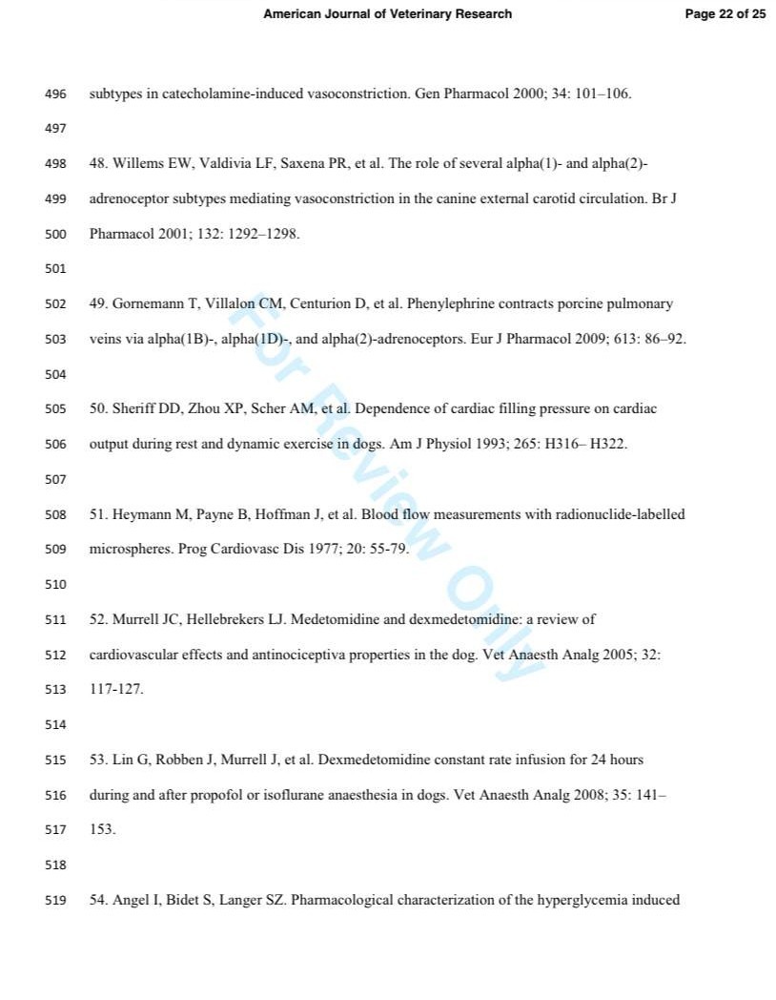 American Journal of Veterinary Research Page 22 of 25
496 subtypes in catecholamine-induced vasoconstriction. Gen Pharmacol 2000; 34: 101–106.
497
498 48. Willems EW, Valdivia LF, Saxena PR, et al. The role of several alpha(1)- and alpha(2)-
499 adrenoceptor subtypes mediating vasoconstriction in the canine external carotid circulation. Br J
500 Pharmacol 2001; 132: 1292–1298.
501
502 49. Gornemann T, Villalon CM, Centurion D, et al. Phenylephrine contracts porcine pulmonary
503 veins via alpha(1B)-, alpha(1D)-, and alpha(2)-adrenoceptors. Eur J Pharmacol 2009; 613: 86–92.
504
505 50. Sheriff DD, Zhou XP, Scher AM, et al. Dependence of cardiac filling pressure on cardiac
506 output during rest and dynamic exercise in dogs. Am J Physiol 1993; 265: H316– H322.
507
508 51. Heymann M, Payne B, Hoffman J, et al. Blood flow measurements with radionuclide-labelled
509 microspheres. Prog Cardiovasc Dis 1977; 20: 55-79.
510
511 52. Murrell JC, Hellebrekers LJ. Medetomidine and dexmedetomidine: a review of
512 cardiovascular effects and antinociceptiva properties in the dog. Vet Anaesth Analg 2005; 32:
513 117-127.
514
515 53. Lin G, Robben J, Murrell J, et al. Dexmedetomidine constant rate infusion for 24 hours
516 during and after propofol or isoflurane anaesthesia in dogs. Vet Anaesth Analg 2008; 35: 141–
517 153.
518
519 54. Angel I, Bidet S, Langer SZ. Pharmacological characterization of the hyperglycemia induced
For Review Only